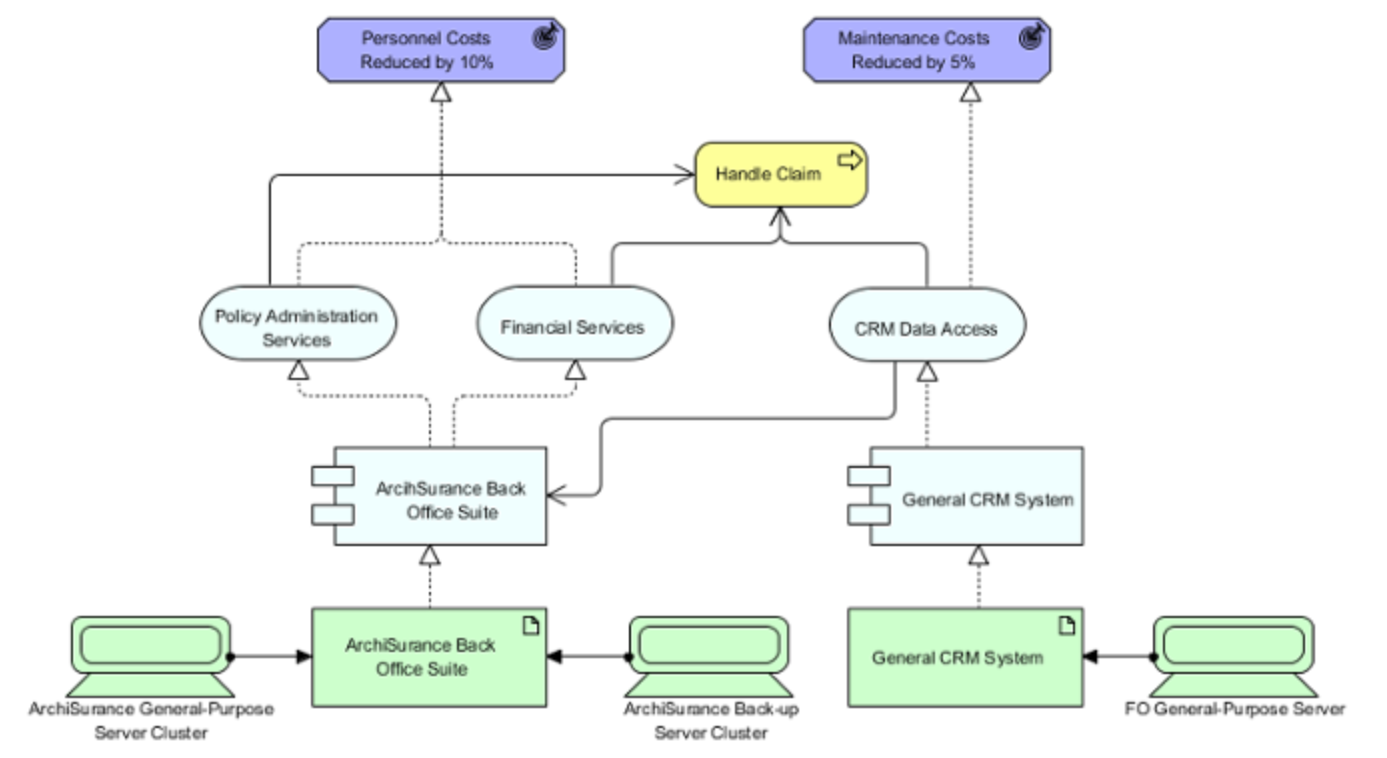 Personnel Costs
Reduced by 10%
Maintenance Costs
Reduced by 5%
Handle Claim
Policy Administration
Services
Financial Services
CRM Data Access
ArcihSurance Back
Office Suite
General CRM System
ArchiSurance Back
Office Suite
General CRM System
ArchiSurance General-Purpose
Server Cluster
ArchiSurance Back-up
Server Cluster
FO General-Purpose Server